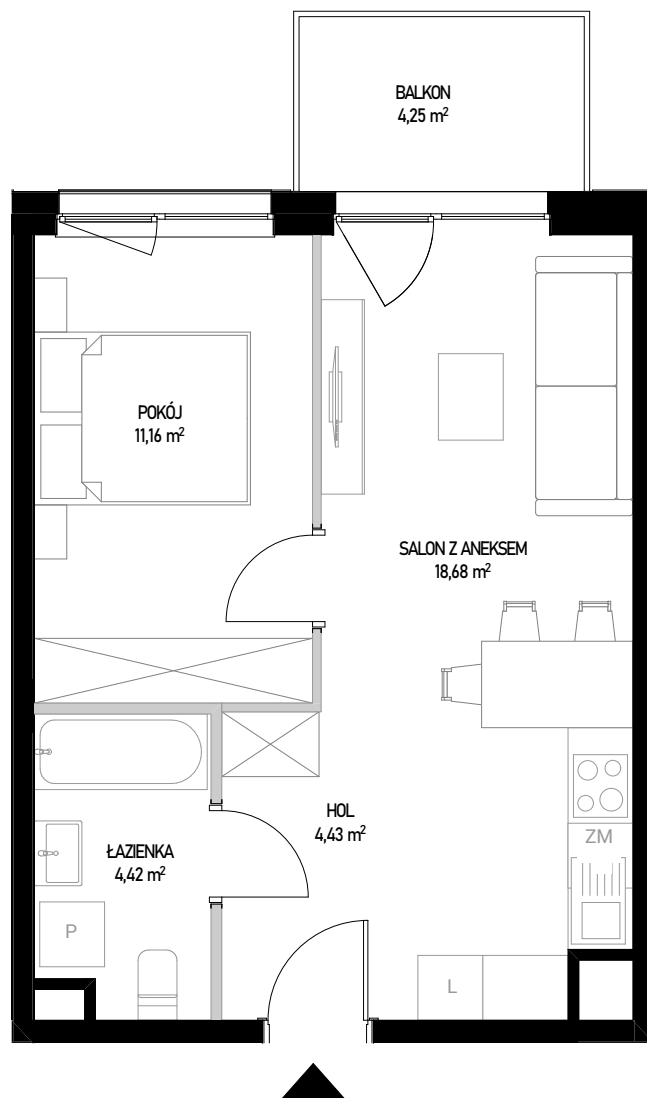 BALKON
4,25 m²
POKÓJ
11,16 m²
SALON Z ANEKSEM
18,68 m²
HOL
4,43 m²
ZM
ŁAZIENKA
4,42 m²
P
L